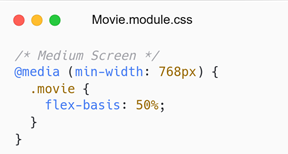 Movie.module.css
/* Medium Screen */
@media (min-width: 768px) {
  .movie {
    flex-basis: 50%;
  }
}